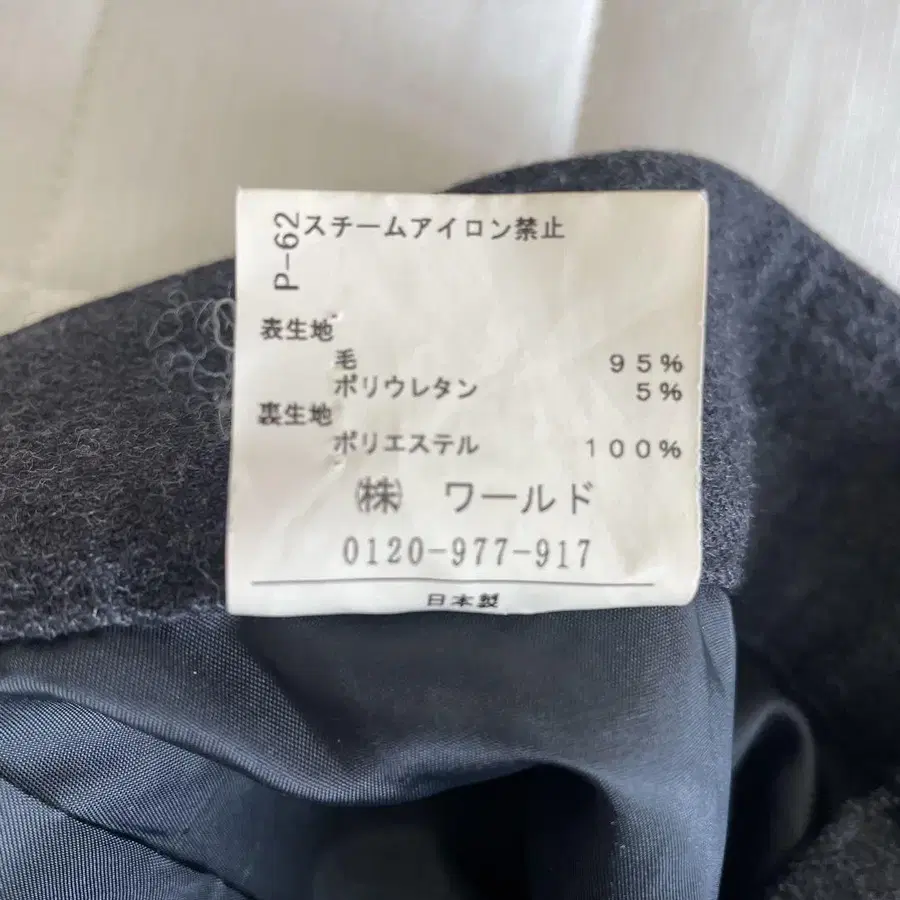 P-62
スチームアイロン禁止
表生地
毛 95%
ポリウレタン 5%
裏生地
ポリエステル 100%
㈱ ワールド
0120-977-917
日本製